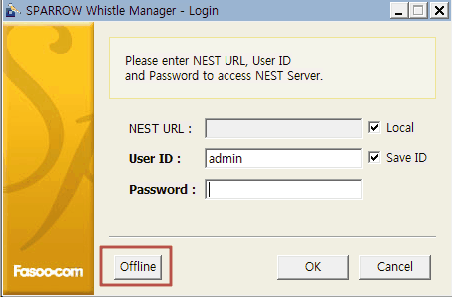 SPARROW Whistle Manager - Login
Please enter NEST URL, User ID
and Password to access NEST Server.
NEST URL :
Local
User ID :
admin
Save ID
Password :
Offline
OK
Cancel
Fasoo.com